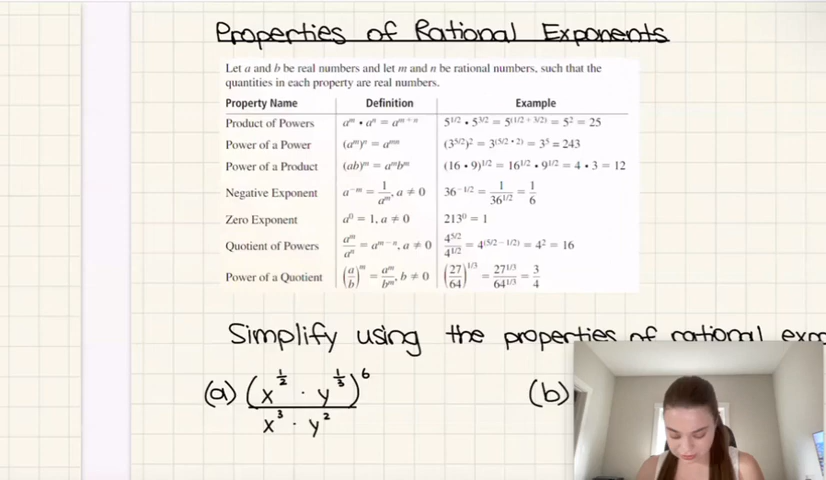 Properties of Rational Exponents
Let a and b be real numbers and let m and n be rational numbers, such that the
quantities in each property are real numbers.
Property Name Definition Example
Product of Powers a^m • a^n = a^(m + n) 5^(1/2) • 5^(3/2) = 5^(1/2 + 3/2) = 5^2 = 25
Power of a Power (a^m)^n = a^(mn) (3^(5/2))^2 = 3^(5/2 • 2) = 3^5 = 243
Power of a Product (ab)^m = a^m b^m (16 • 9)^(1/2) = 16^(1/2) • 9^(1/2) = 4 • 3 = 12
Negative Exponent a^(-m) = 1/a^m, a ≠ 0 36^(-1/2) = 1/36^(1/2) = 1/6
Zero Exponent a^0 = 1, a ≠ 0 213^0 = 1
Quotient of Powers a^m/a^n = a^(m - n), a ≠ 0 4^(5/2)/4^(1/2) = 4^(5/2 - 1/2) = 4^2 = 16
Power of a Quotient (a/b)^m = a^m/b^m, b ≠ 0 (27/64)^(1/3) = 27^(1/3)/64^(1/3) = 3/4
Simplify using the properties of rational
(a) (x^(1/2) · y^(1/3))^6 / (x^3 · y^2)
(b)